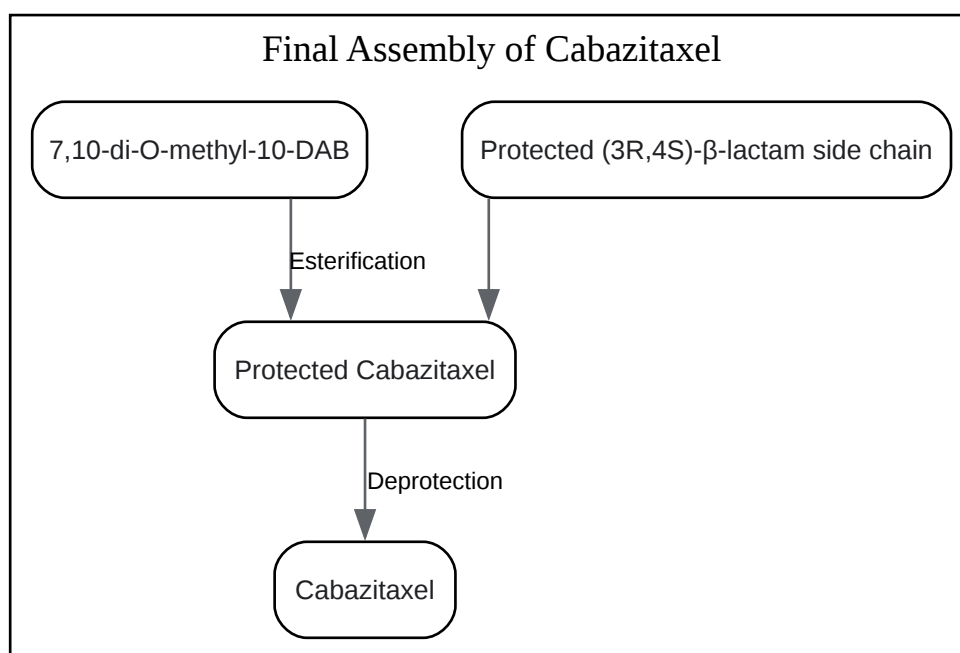 Final Assembly of Cabazitaxel
7,10-di-O-methyl-10-DAB
Protected (3R,4S)-β-lactam side chain
Esterification
Protected Cabazitaxel
Deprotection
Cabazitaxel